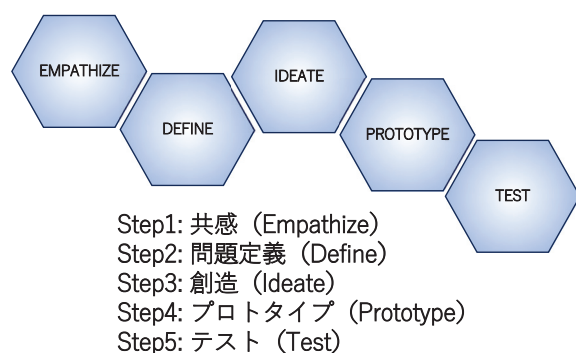 EMPATHIZE
DEFINE
IDEATE
PROTOTYPE
TEST
Step1: 共感（Empathize）
Step2: 問題定義（Define）
Step3: 創造（Ideate）
Step4: プロトタイプ（Prototype）
Step5: テスト（Test）